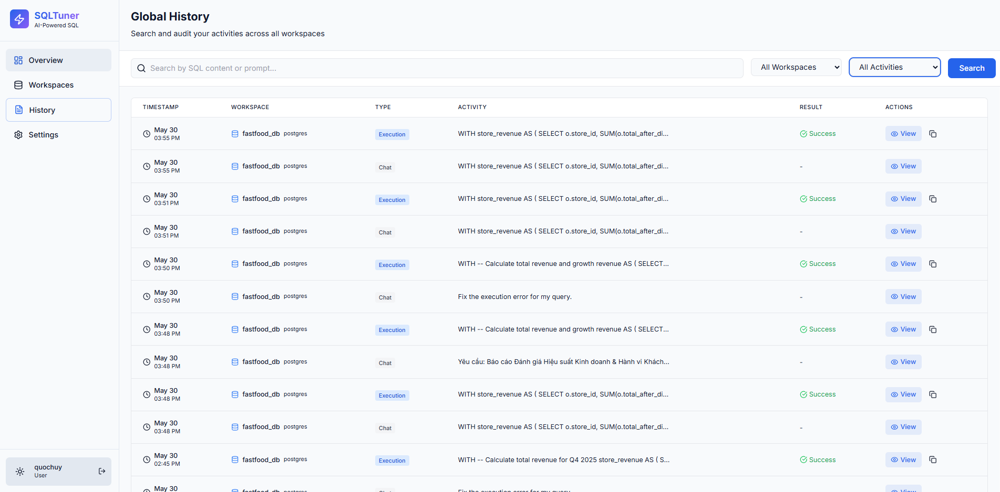 SQLTuner
AI-Powered SQL
Overview
Workspaces
History
Settings
quochuy
User
Global History
Search and audit your activities across all workspaces
Search by SQL content or prompt...
All Workspaces
All Activities
Search
TIMESTAMP WORKSPACE TYPE ACTIVITY RESULT ACTIONS
May 30
03:55 PM
fastfood_db postgres Execution WITH store_revenue AS ( SELECT o.store_id, SUM(o.total_after_di... Success View
May 30
03:55 PM
fastfood_db postgres Chat WITH store_revenue AS ( SELECT o.store_id, SUM(o.total_after_di... - View
May 30
03:51 PM
fastfood_db postgres Execution WITH store_revenue AS ( SELECT o.store_id, SUM(o.total_after_di... Success View
May 30
03:51 PM
fastfood_db postgres Chat WITH store_revenue AS ( SELECT o.store_id, SUM(o.total_after_di... - View
May 30
03:50 PM
fastfood_db postgres Execution WITH -- Calculate total revenue and growth revenue AS ( SELECT... Success View
May 30
03:50 PM
fastfood_db postgres Chat Fix the execution error for my query. - View
May 30
03:48 PM
fastfood_db postgres Execution WITH -- Calculate total revenue and growth revenue AS ( SELECT... Success View
May 30
03:48 PM
fastfood_db postgres Chat Yêu cầu: Báo cáo Đánh giá Hiệu suất Kinh doanh & Hành vi Khách... - View
May 30
03:48 PM
fastfood_db postgres Execution WITH store_revenue AS ( SELECT o.store_id, SUM(o.total_after_di... Success View
May 30
03:48 PM
fastfood_db postgres Chat WITH store_revenue AS ( SELECT o.store_id, SUM(o.total_after_di... - View
May 30
02:45 PM
fastfood_db postgres Execution WITH -- Calculate total revenue for Q4 2025 store_revenue AS ( S... Success View
May 30
fastfood_db postgres Chat Fix the execution error for my query. View